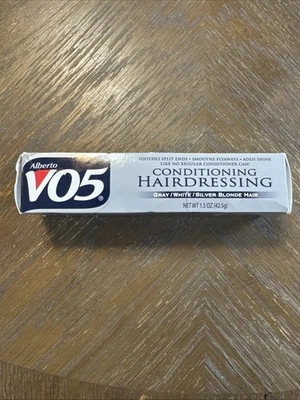 Alberto
VO5®
SOOTHES SPLIT ENDS • SMOOTHS FLYAWAYS • ADDS SHINE
LIKE NO REGULAR CONDITIONER CAN!
CONDITIONING
HAIRDRESSING
GRAY/WHITE/SILVER BLONDE HAIR
NET WT 1.5 OZ (42.5g)